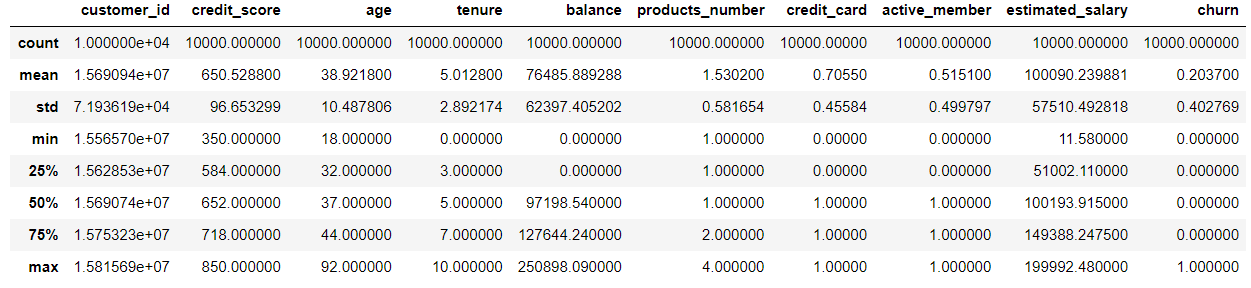 customer_id credit_score age tenure balance products_number credit_card active_member estimated_salary churn
count 1.000000e+04 10000.000000 10000.000000 10000.000000 10000.000000 10000.000000 10000.00000 10000.000000 10000.000000 10000.000000
mean 1.569094e+07 650.528800 38.921800 5.012800 76485.889288 1.530200 0.70550 0.515100 100090.239881 0.203700
std 7.193619e+04 96.653299 10.487806 2.892174 62397.405202 0.581654 0.45584 0.499797 57510.492818 0.402769
min 1.556570e+07 350.000000 18.000000 0.000000 0.000000 1.000000 0.00000 0.000000 11.580000 0.000000
25% 1.562853e+07 584.000000 32.000000 3.000000 0.000000 1.000000 0.00000 0.000000 51002.110000 0.000000
50% 1.569074e+07 652.000000 37.000000 5.000000 97198.540000 1.000000 1.00000 1.000000 100193.915000 0.000000
75% 1.575323e+07 718.000000 44.000000 7.000000 127644.240000 2.000000 1.00000 1.000000 149388.247500 0.000000
max 1.581569e+07 850.000000 92.000000 10.000000 250898.090000 4.000000 1.00000 1.000000 199992.480000 1.000000